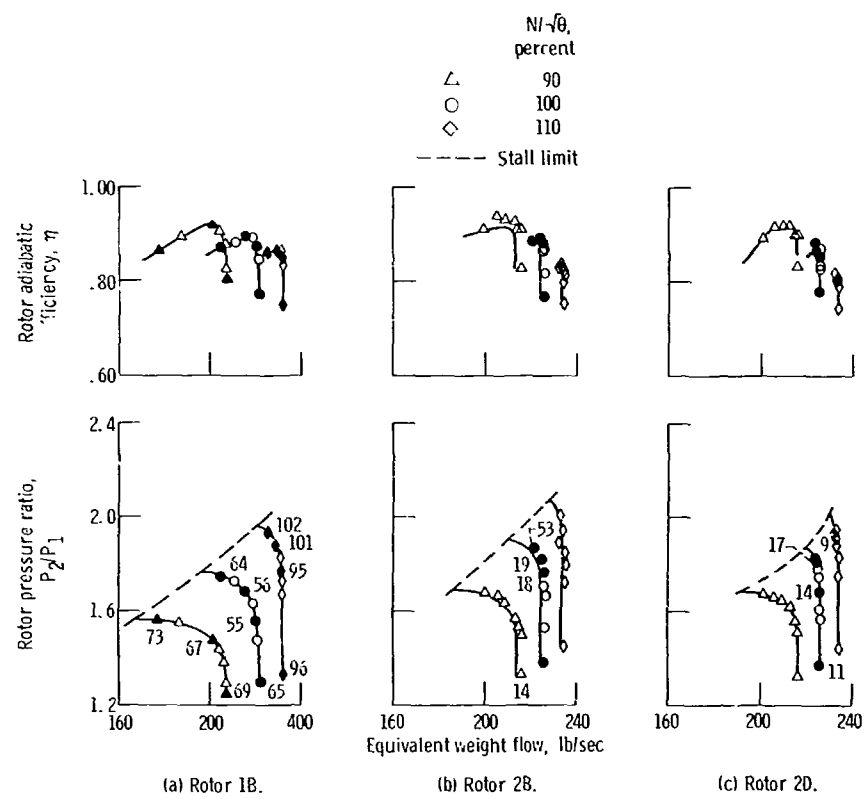 N/√θ,
percent
90
100
110
Stall limit
Rotor adiabatic
fficiency, η
1.00
.80
.60
Rotor pressure ratio,
P2/P1
2.4
2.0
1.6
1.2
102
101
95
96
64
56
55
65
73
67
69
53
19
18
14
17
9
14
11
160 200 400
160 200 240
160 200 240
Equivalent weight flow, lb/sec
(a) Rotor 1B.
(b) Rotor 2B.
(c) Rotor 2D.